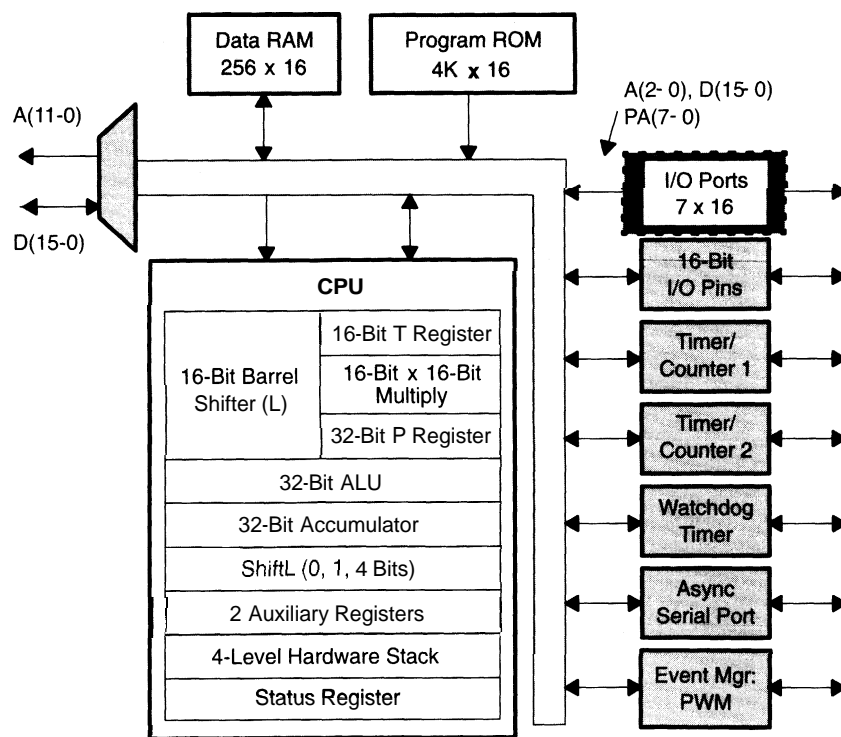 Data RAM
256 x 16
Program ROM
4K x 16
A(11-0)
D(15-0)
A(2-0), D(15-0)
PA(7-0)
I/O Ports
7 x 16
16-Bit
I/O Pins
Timer/
Counter 1
Timer/
Counter 2
Watchdog
Timer
Async
Serial Port
Event Mgr:
PWM
CPU
16-Bit Barrel
Shifter (L)
16-Bit T Register
16-Bit x 16-Bit
Multiply
32-Bit P Register
32-Bit ALU
32-Bit Accumulator
ShiftL (0, 1, 4 Bits)
2 Auxiliary Registers
4-Level Hardware Stack
Status Register